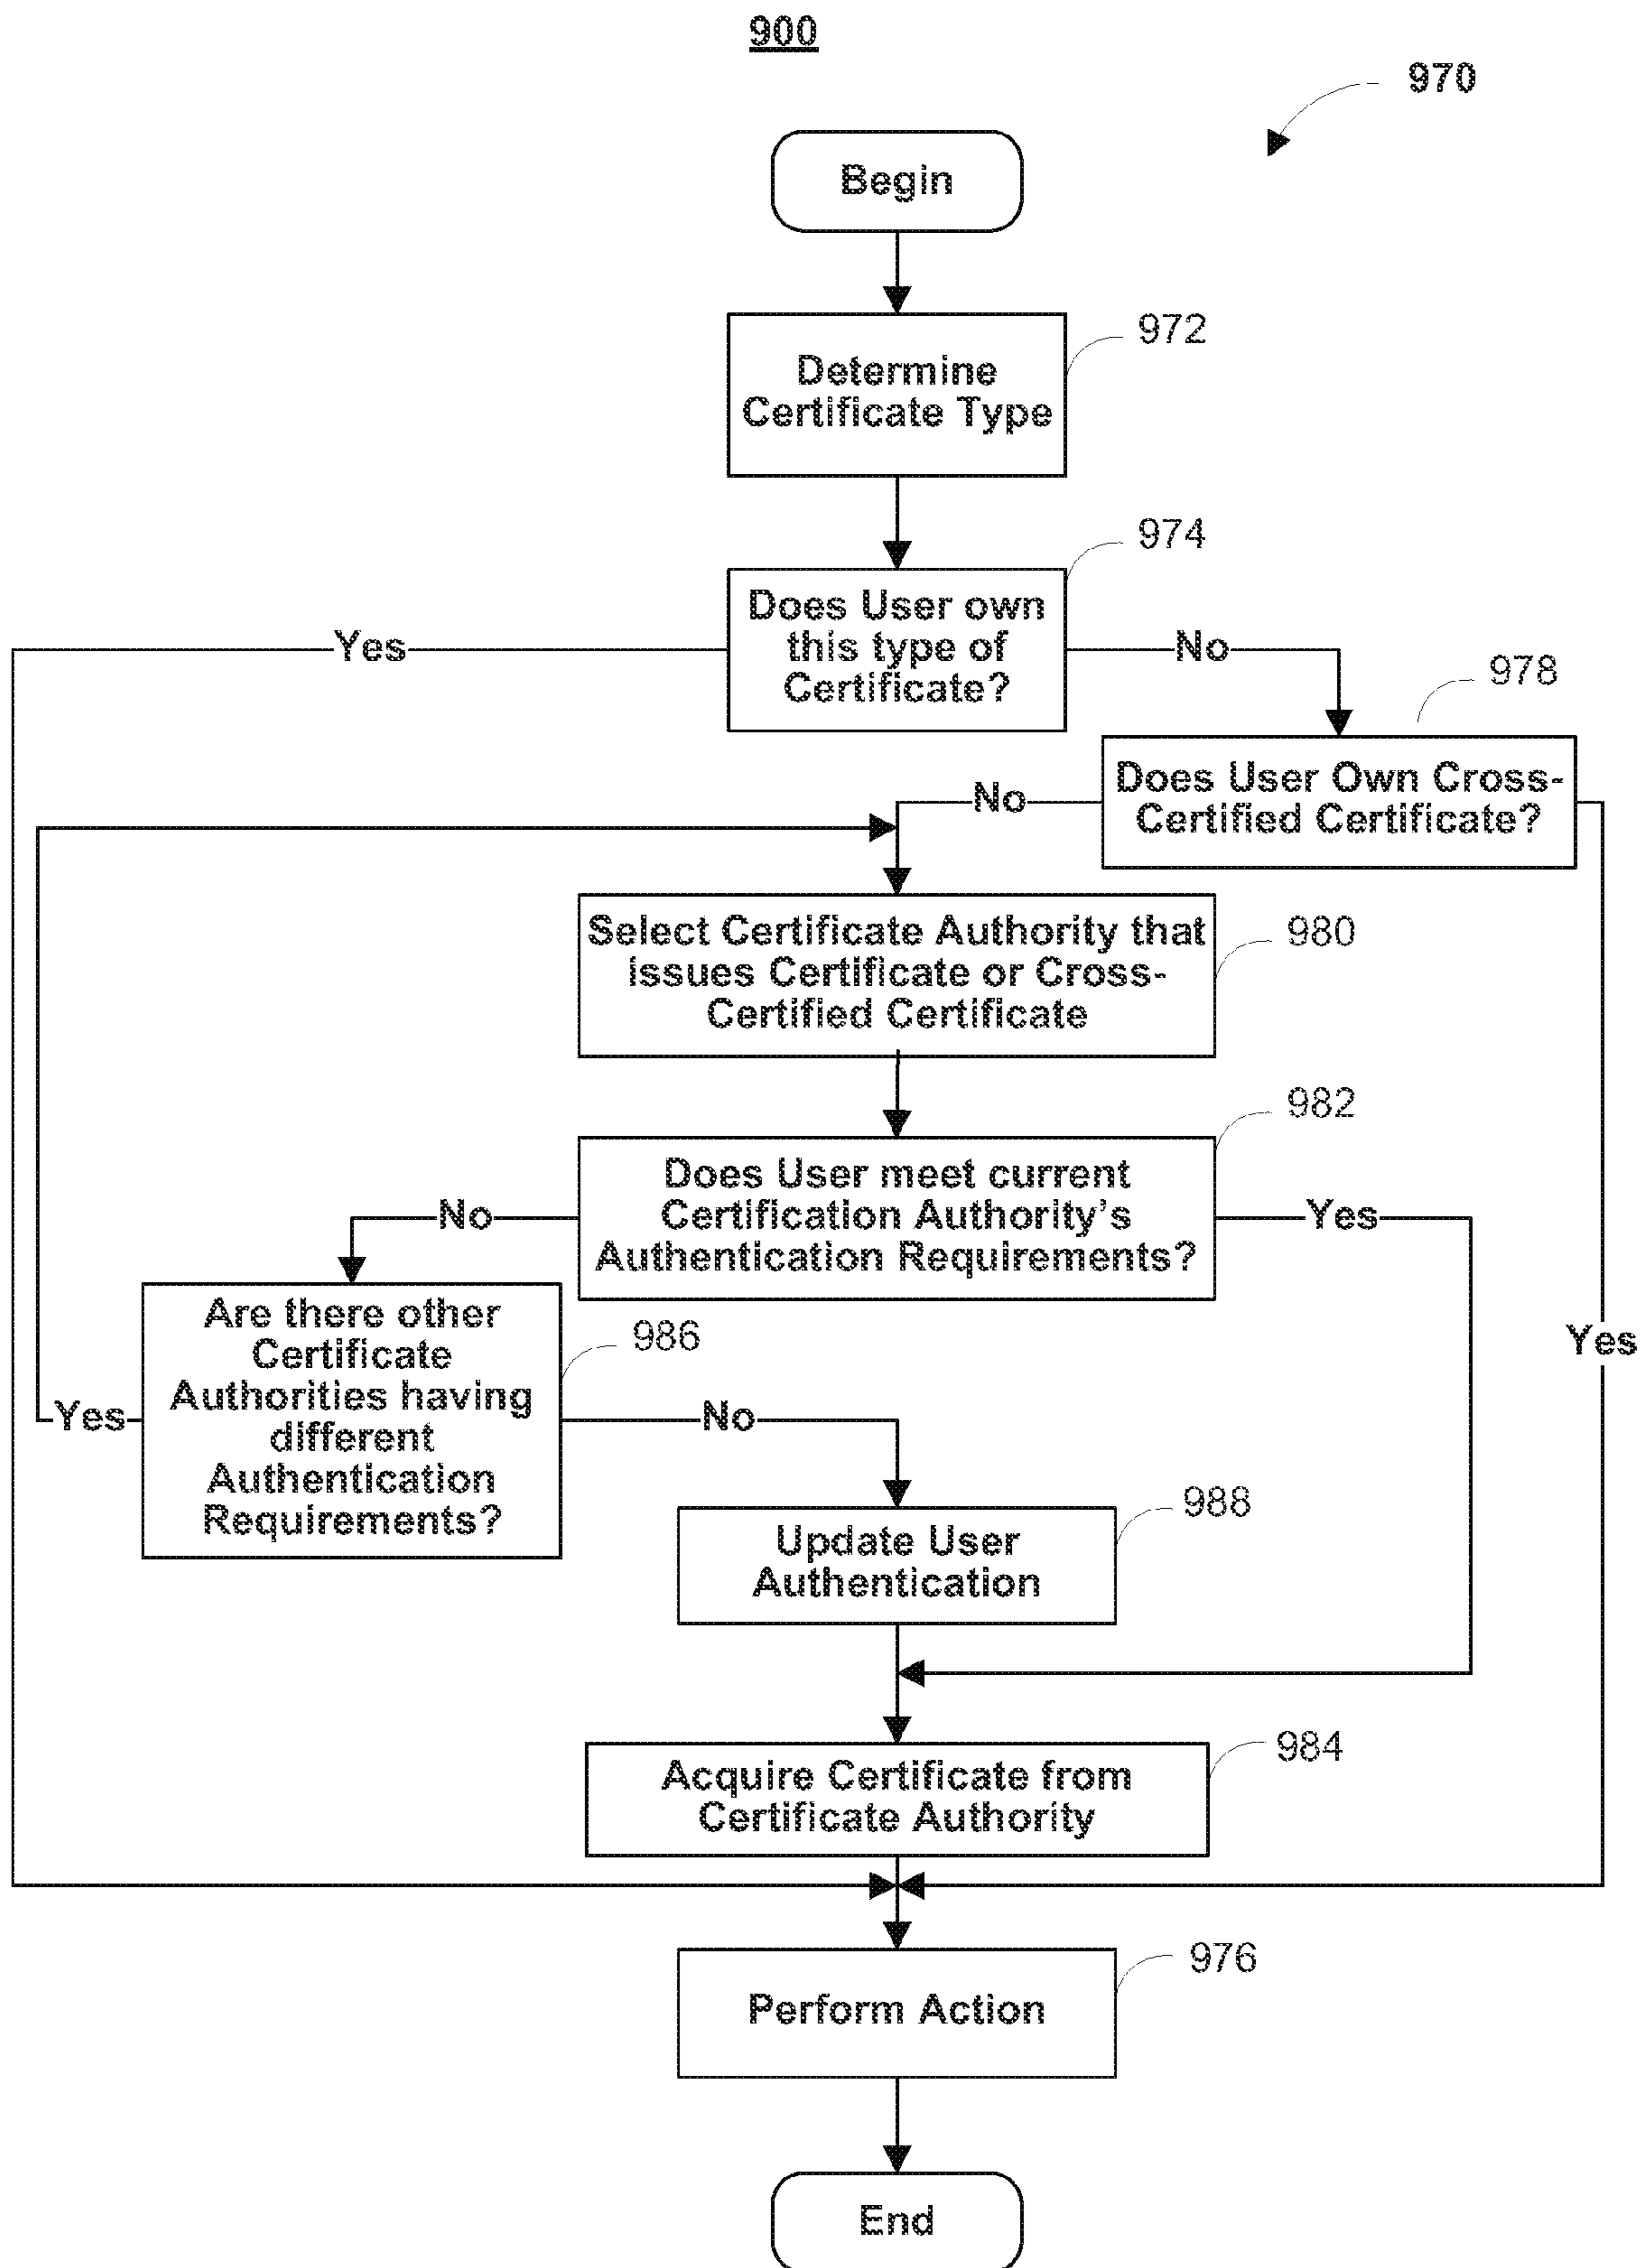 900
970
Begin
972
Determine
Certificate Type
974
Does User own
this type of
Certificate?
Yes
No
978
Does User Own Cross-
Certified Certificate?
No
Select Certificate Authority that
issues Certificate or Cross-
Certified Certificate
980
982
Does User meet current
Certification Authority's
Authentication Requirements?
No
Yes
Are there other
Certificate
Authorities having
different
Authentication
Requirements?
986
Yes
Yes
No
988
Update User
Authentication
984
Acquire Certificate from
Certificate Authority
976
Perform Action
End